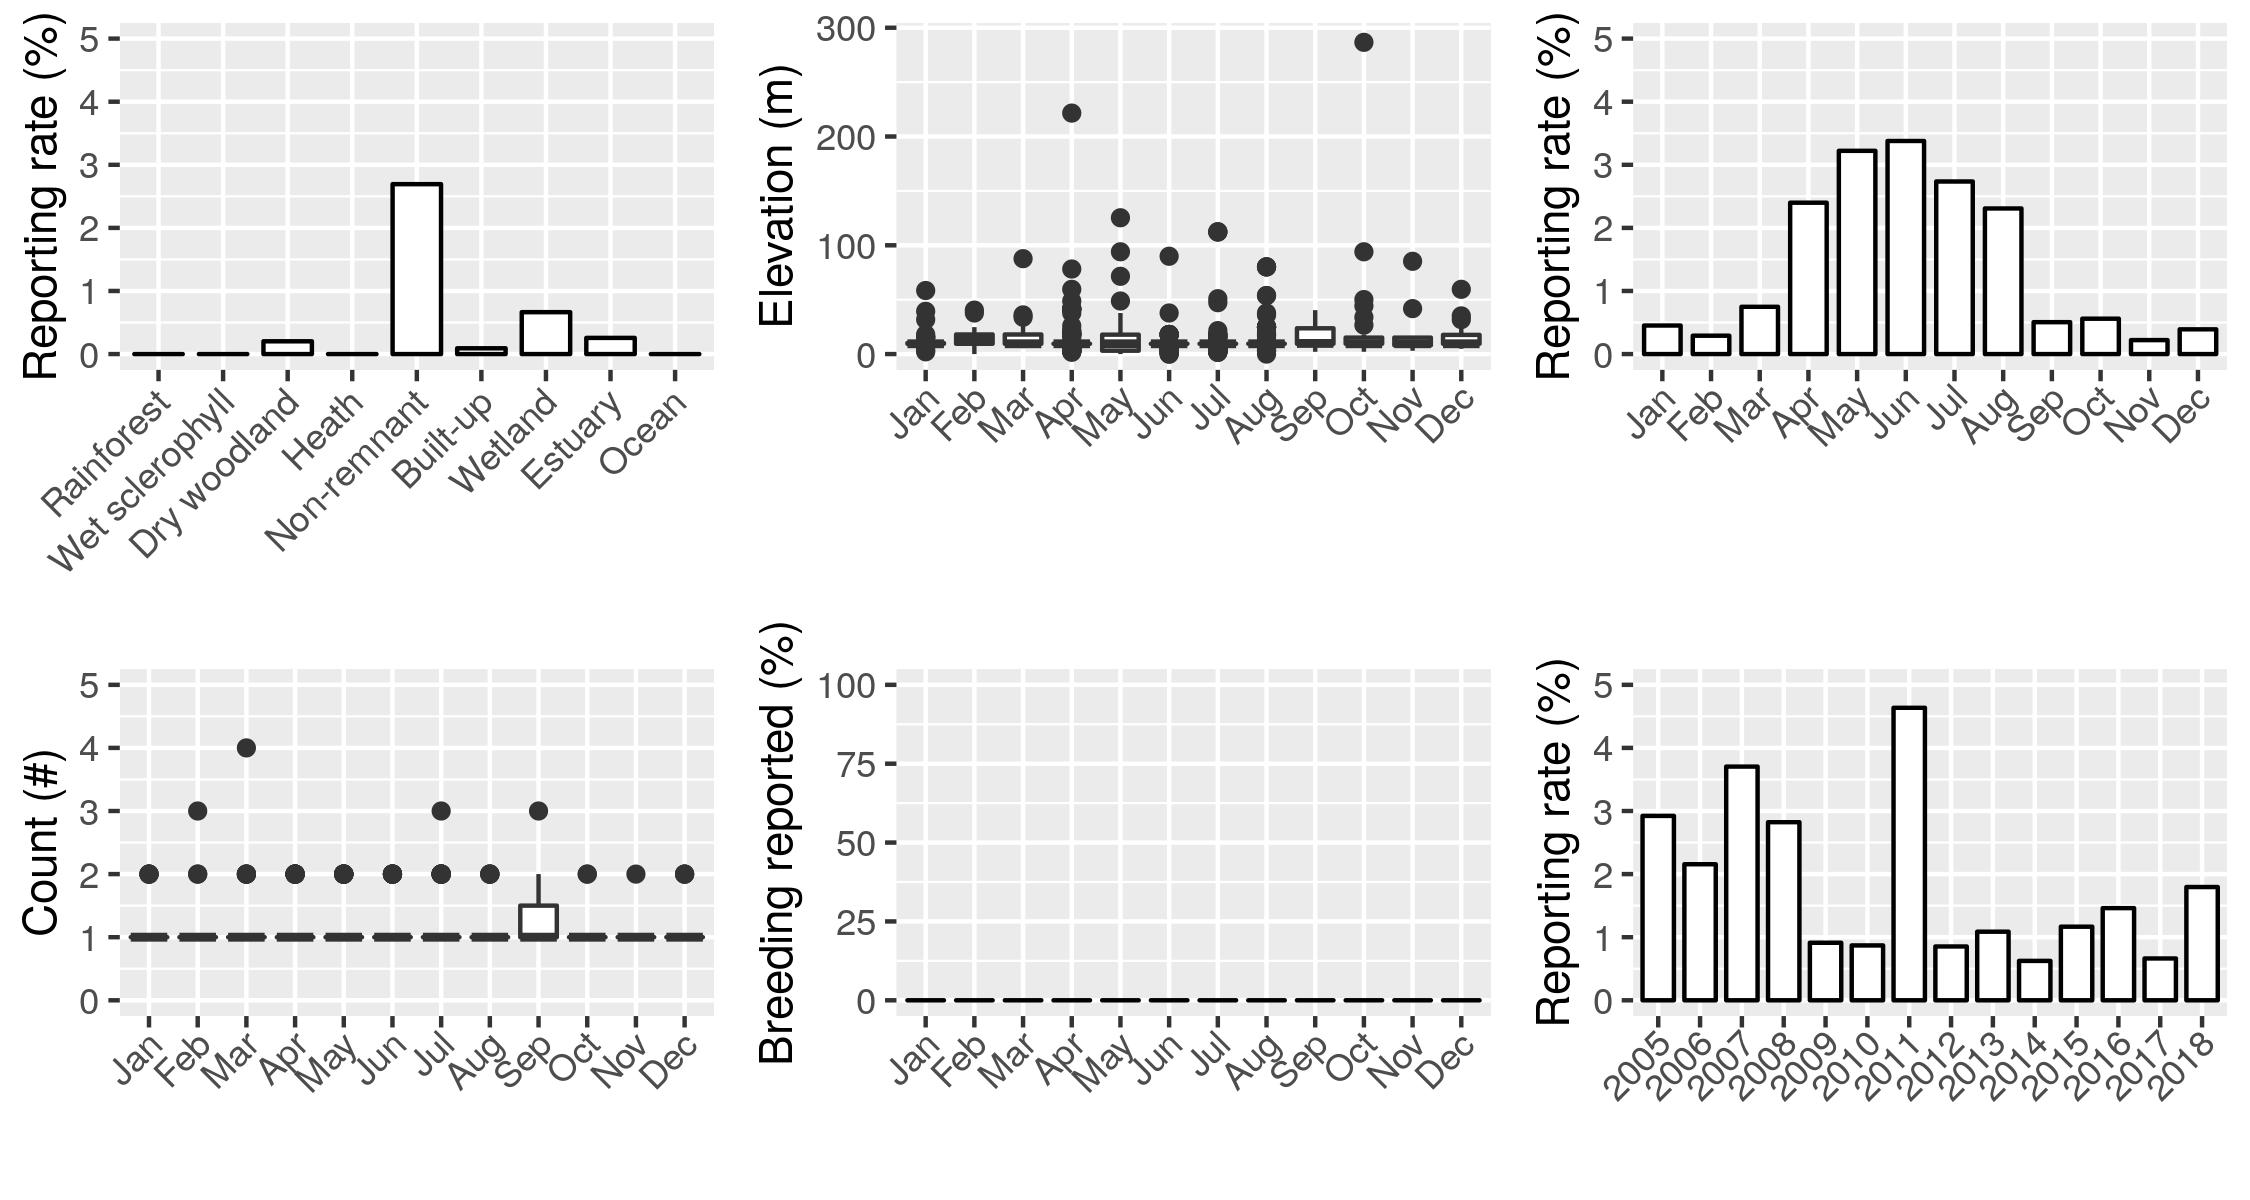 Reporting rate (%)
5
4
3
2
1
0
Rainforest
Wet sclerophyll
Dry woodland
Heath
Non-remnant
Built-up
Wetland
Estuary
Ocean
Elevation (m)
300
200
100
0
Jan
Feb
Mar
Apr
May
Jun
Jul
Aug
Sep
Oct
Nov
Dec
Reporting rate (%)
5
4
3
2
1
0
Jan
Feb
Mar
Apr
May
Jun
Jul
Aug
Sep
Oct
Nov
Dec
Count (#)
5
4
3
2
1
0
Jan
Feb
Mar
Apr
May
Jun
Jul
Aug
Sep
Oct
Nov
Dec
Breeding reported (%)
100
75
50
25
0
Jan
Feb
Mar
Apr
May
Jun
Jul
Aug
Sep
Oct
Nov
Dec
Reporting rate (%)
5
4
3
2
1
0
2005
2006
2007
2008
2009
2010
2011
2012
2013
2014
2015
2016
2017
2018